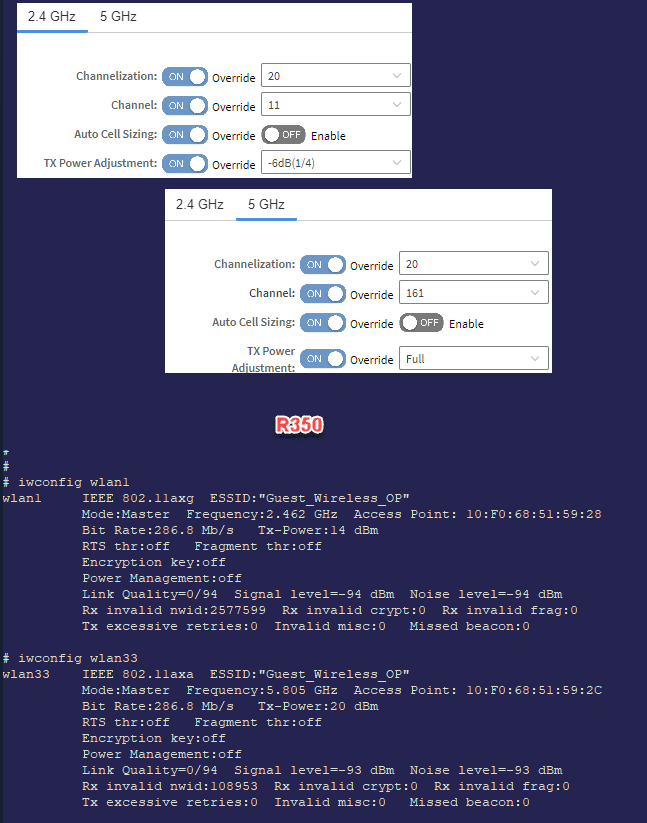 2.4 GHz 5 GHz
Channelization: ON Override 20
Channel: ON Override 11
Auto Cell Sizing: ON Override OFF Enable
TX Power Adjustment: ON Override -6dB(1/4)
2.4 GHz 5 GHz
Channelization: ON Override 20
Channel: ON Override 161
Auto Cell Sizing: ON Override OFF Enable
TX Power
Adjustment: ON Override Full
R350
#
#
# iwconfig wlan1
wlan1 IEEE 802.11axg ESSID:"Guest_Wireless_OP"
Mode:Master Frequency:2.462 GHz Access Point: 10:F0:68:51:59:28
Bit Rate:286.8 Mb/s Tx-Power:14 dBm
RTS thr:off Fragment thr:off
Encryption key:off
Power Management:off
Link Quality=0/94 Signal level=-94 dBm Noise level=-94 dBm
Rx invalid nwid:2577599 Rx invalid crypt:0 Rx invalid frag:0
Tx excessive retries:0 Invalid misc:0 Missed beacon:0
# iwconfig wlan33
wlan33 IEEE 802.11axa ESSID:"Guest_Wireless_OP"
Mode:Master Frequency:5.805 GHz Access Point: 10:F0:68:51:59:2C
Bit Rate:286.8 Mb/s Tx-Power:20 dBm
RTS thr:off Fragment thr:off
Encryption key:off
Power Management:off
Link Quality=0/94 Signal level=-93 dBm Noise level=-93 dBm
Rx invalid nwid:108953 Rx invalid crypt:0 Rx invalid frag:0
Tx excessive retries:0 Invalid misc:0 Missed beacon:0